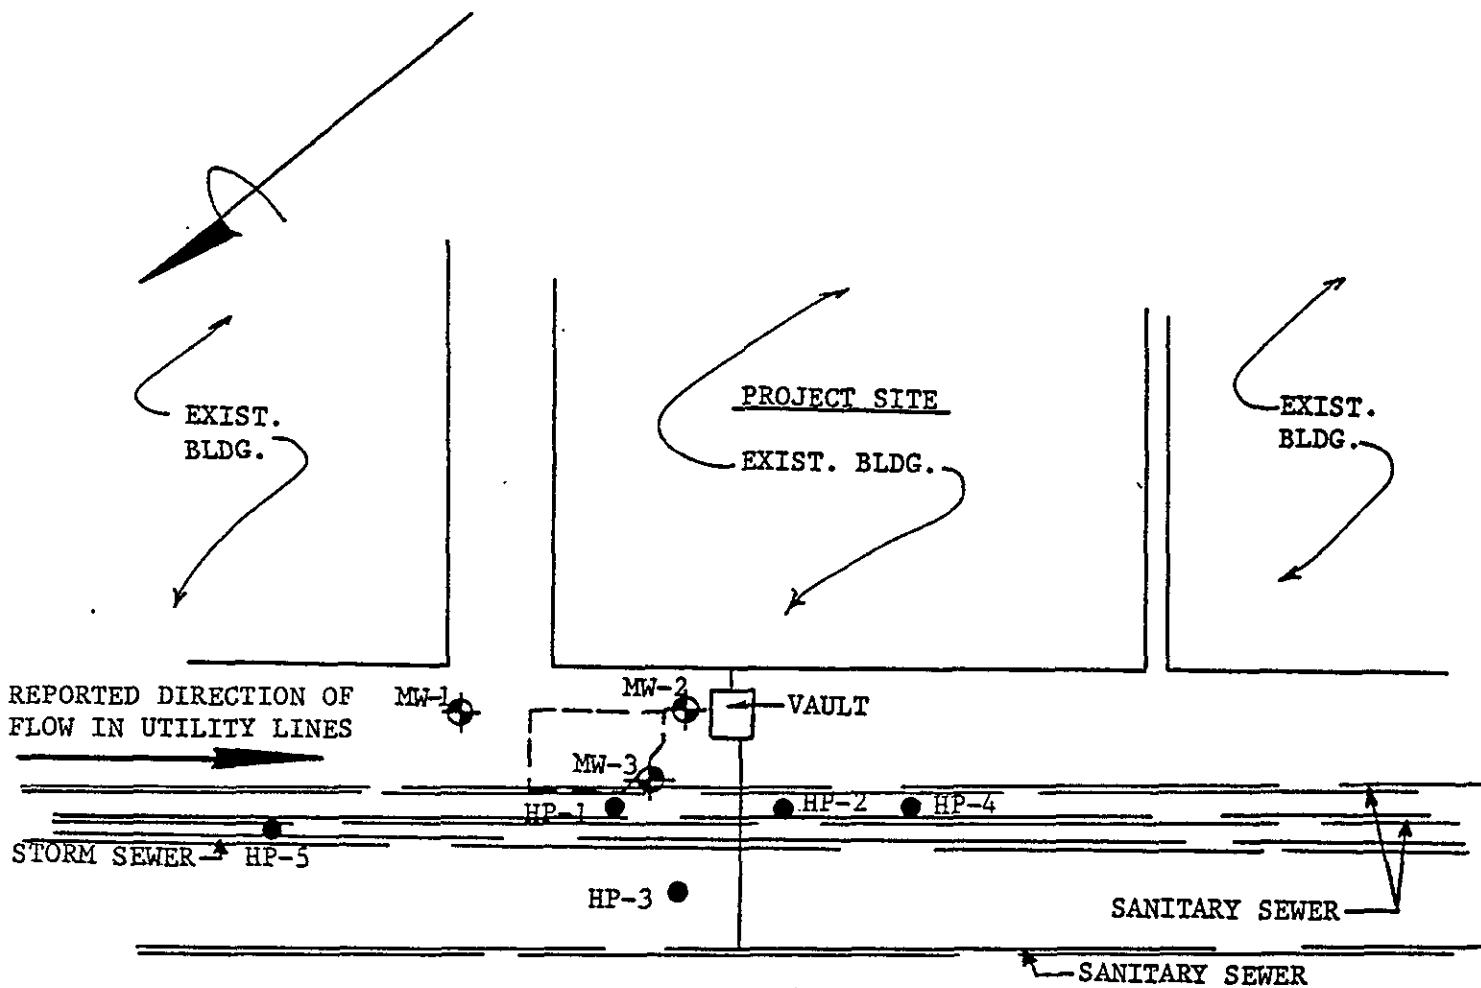 PROJECT SITE
EXIST.
BLDG.
EXIST. BLDG.
EXIST.
BLDG.
REPORTED DIRECTION OF
FLOW IN UTILITY LINES
MW-1
MW-2
VAULT
MW-3
HP-1
HP-2
HP-4
STORM SEWER
HP-5
HP-3
SANITARY SEWER
SANITARY SEWER